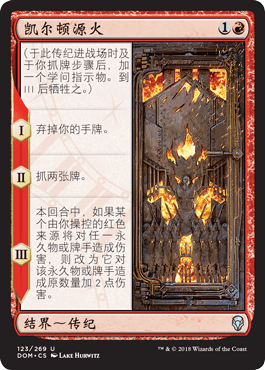 凯尔顿源火 1
(于此传纪进战场时及
于你抓牌步骤后，加
一个学问指示物。到
III 后牺牲之。)
I 弃掉你的手牌。
II 抓两张牌。
本回合中，如果某
个由你操控的红色
来源将对任一永
久物或牌手造成伤
害，则改为它对
该永久物或牌手造
成原数量加 2 点伤
害。
III
结界～传纪
123/269 U
DOM • CS LAKE HURWITZ
™ & © 2018 Wizards of the Coast